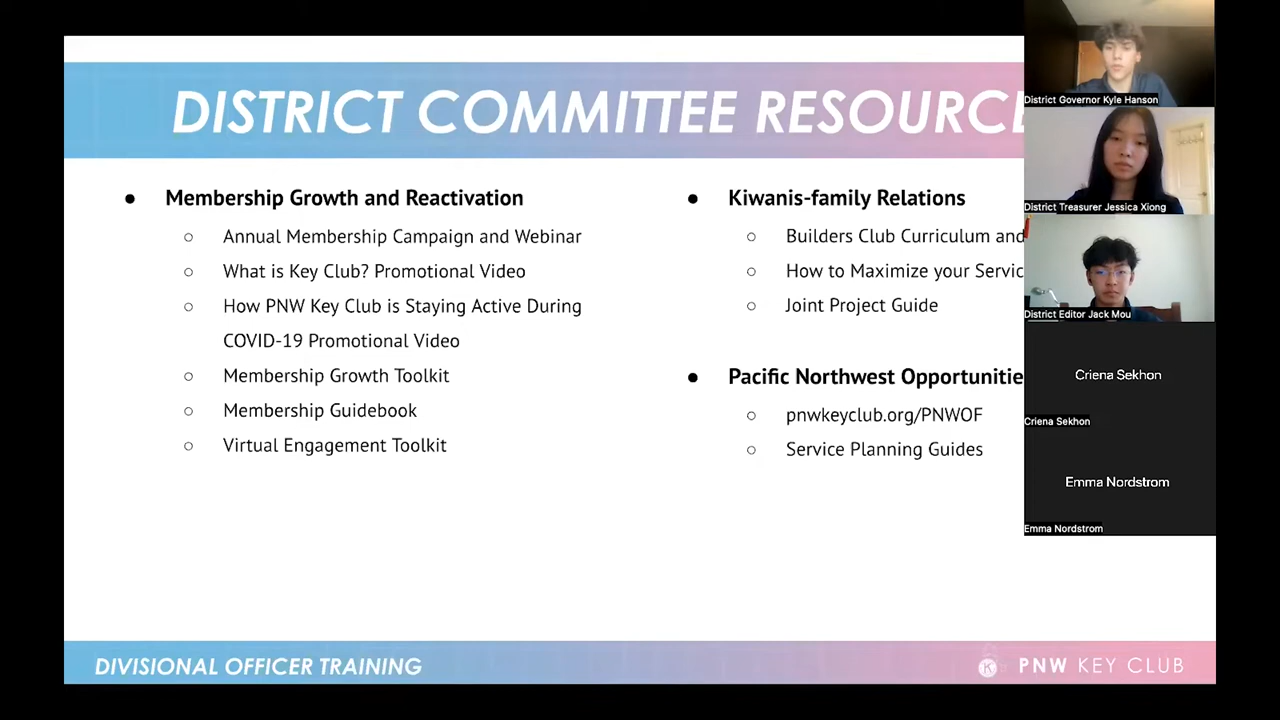 DISTRICT COMMITTEE RESOURCE
Membership Growth and Reactivation
Annual Membership Campaign and Webinar
What is Key Club? Promotional Video
How PNW Key Club is Staying Active During
COVID-19 Promotional Video
Membership Growth Toolkit
Membership Guidebook
Virtual Engagement Toolkit
Kiwanis-family Relations
Builders Club Curriculum and
How to Maximize your Servic
Joint Project Guide
Pacific Northwest Opportunitie
pnwkeyclub.org/PNWOF
Service Planning Guides
District Governor Kyle Hanson
District Treasurer Jessica Xiong
District Editor Jack Mou
Criena Sekhon
Criena Sekhon
Emma Nordstrom
Emma Nordstrom
DIVISIONAL OFFICER TRAINING
K PNW KEY CLUB